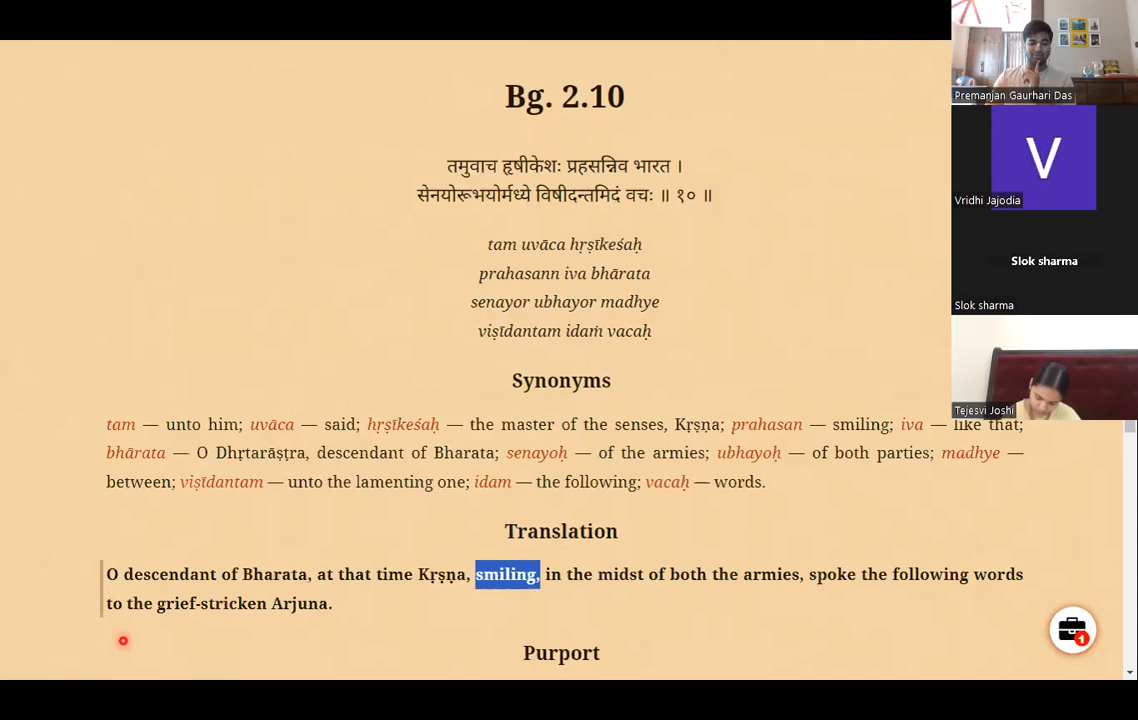 Bg. 2.10
तमुवाच हृषीकेशः प्रहसन्निव भारत ।
सेनयोरूभयोर्मध्ये विषीदन्तमिदं वचः ॥ १० ॥
tam uvāca hṛṣīkeśaḥ
prahasann iva bhārata
senayor ubhayor madhye
viṣīdantam idaṁ vacaḥ
Synonyms
tam — unto him; uvāca — said; hṛṣīkeśaḥ — the master of the senses, Kṛṣṇa; prahasan — smiling; iva — like that;
bhārata — O Dhṛtarāṣṭra, descendant of Bharata; senayoḥ — of the armies; ubhayoḥ — of both parties; madhye —
between; viṣīdantam — unto the lamenting one; idam — the following; vacaḥ — words.
Translation
O descendant of Bharata, at that time Kṛṣṇa, smiling, in the midst of both the armies, spoke the following words
to the grief-stricken Arjuna.
Purport
1
Premanjan Gaurhari Das
V
Vridhi Jajodia
Slok sharma
Slok sharma
Tejesvi Joshi